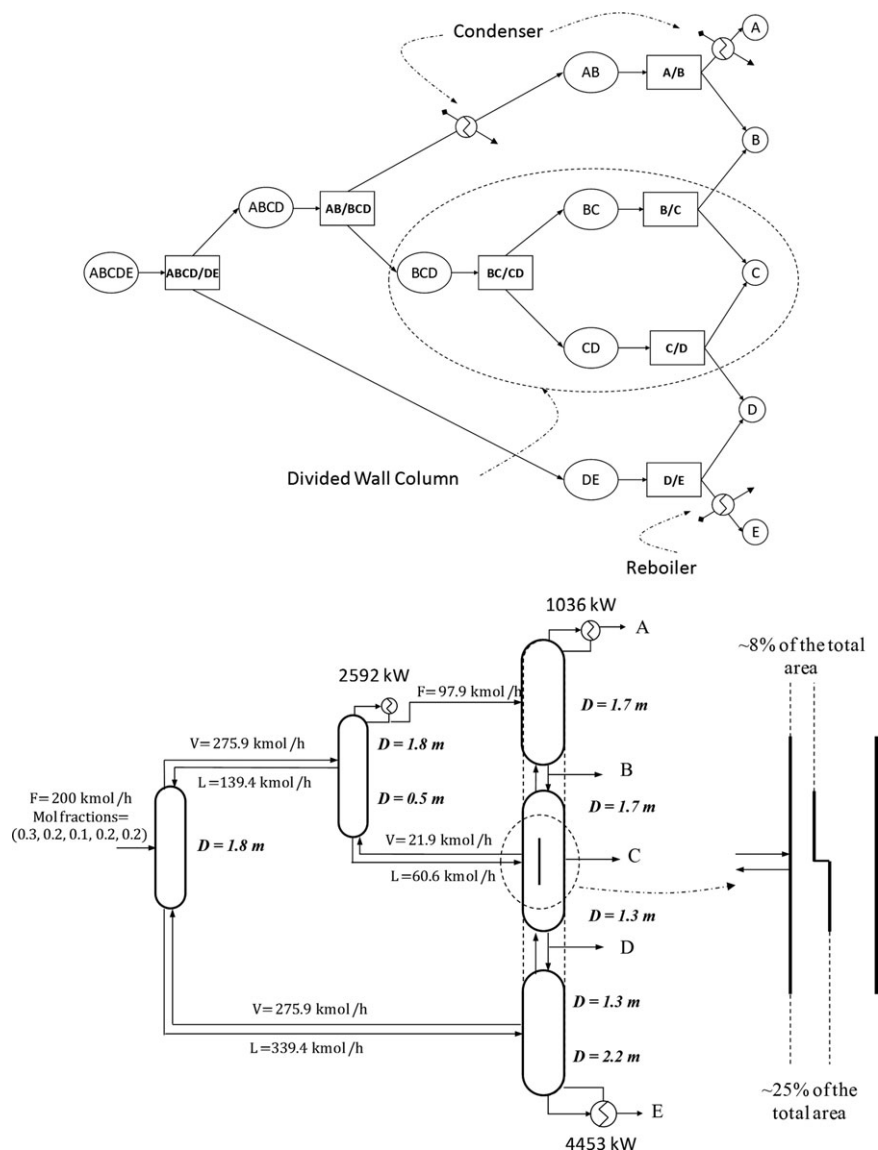 Condenser
A
AB
A/B
B
ABCD
AB/BCD
BC
B/C
ABCDE
ABCD/DE
BCD
BC/CD
C
CD
C/D
D
Divided Wall Column
DE
D/E
E
Reboiler
1036 kW
A
~8% of the total
area
2592 kW
F=97.9 kmol/h
D = 1.7 m
V=275.9 kmol/h
D = 1.8 m
B
L=139.4 kmol/h
D = 1.7 m
F=200 kmol/h
Mol fractions=
(0.3, 0.2, 0.1, 0.2, 0.2)
D = 0.5 m
D = 1.8 m
V=21.9 kmol/h
C
L=60.6 kmol/h
D = 1.3 m
D
V=275.9 kmol/h
D = 1.3 m
L=339.4 kmol/h
D = 2.2 m
~25% of the
total area
E
4453 kW